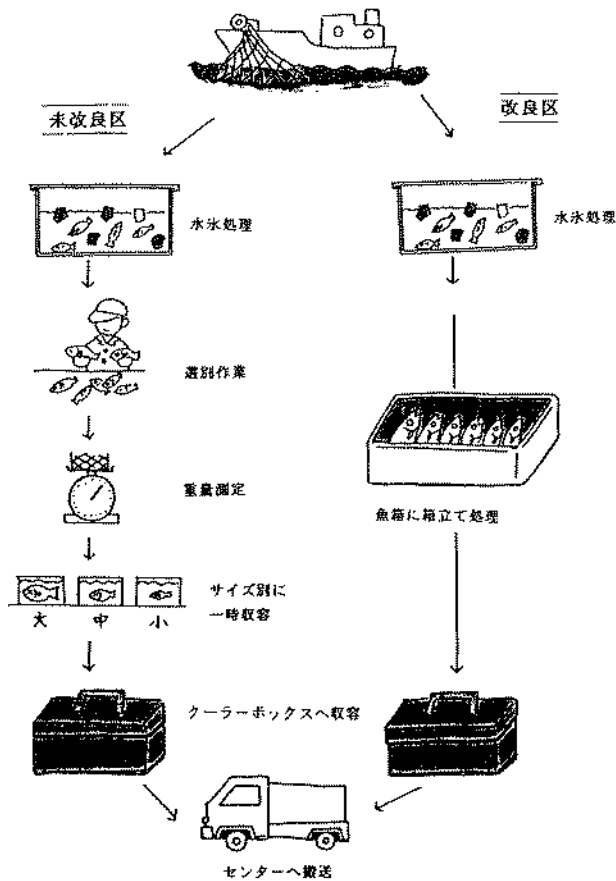 未改良区
改良区
水氷処理
水氷処理
選別作業
重量測定
魚箱に箱立て処理
サイズ別に
一時収容
大 中 小
クーラーボックスへ収容
センターへ搬送